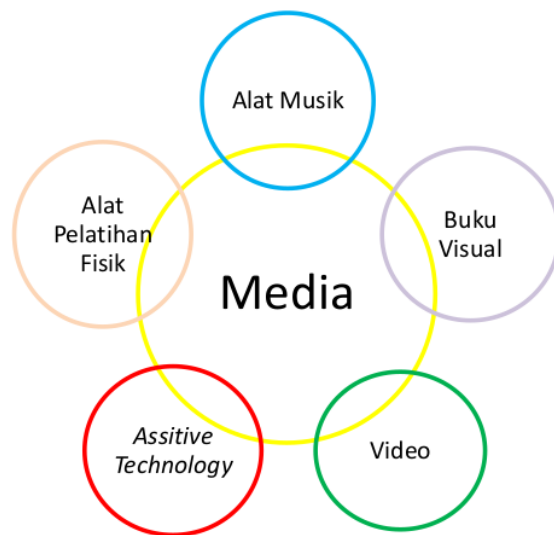 Alat Musik
Alat
Pelatihan
Fisik
Buku
Visual
Media
Assitive
Technology
Video